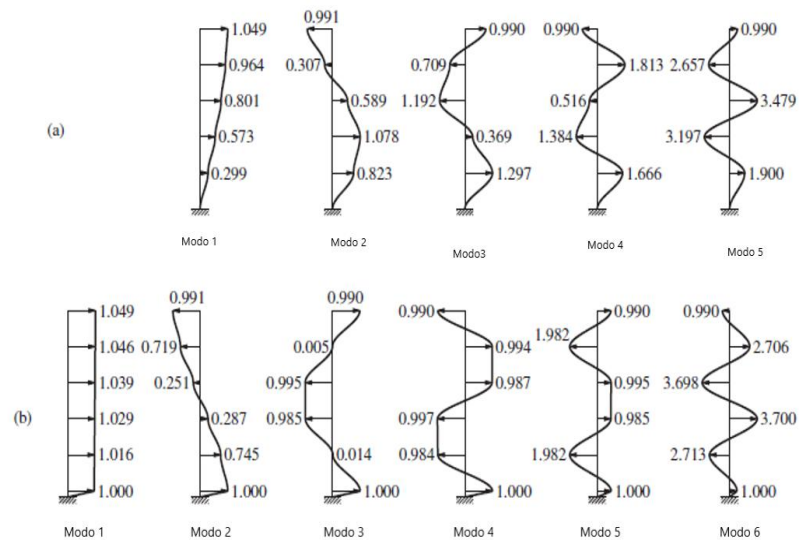 0.991
1.049 0.990 0.990 0.990
0.964 0.307 0.709 1.813 2.657
0.801 0.589 1.192 0.516 3.479
(a)
0.573 1.078 0.369 1.384 3.197
0.299 0.823 1.297 1.666 1.900
Modo 1 Modo 2 Modo3 Modo 4 Modo 5
0.991 0.990
1.049 0.990 0.990 0.990
1.046 0.719 0.005 0.994 1.982 2.706
1.039 0.251 0.995 0.987 0.995 3.698
(b)
1.029 0.287 0.985 0.997 0.985 3.700
1.016 0.745 0.014 0.984 1.982 2.713
1.000 1.000 1.000 1.000 1.000 1.000
Modo 1 Modo 2 Modo 3 Modo 4 Modo 5 Modo 6